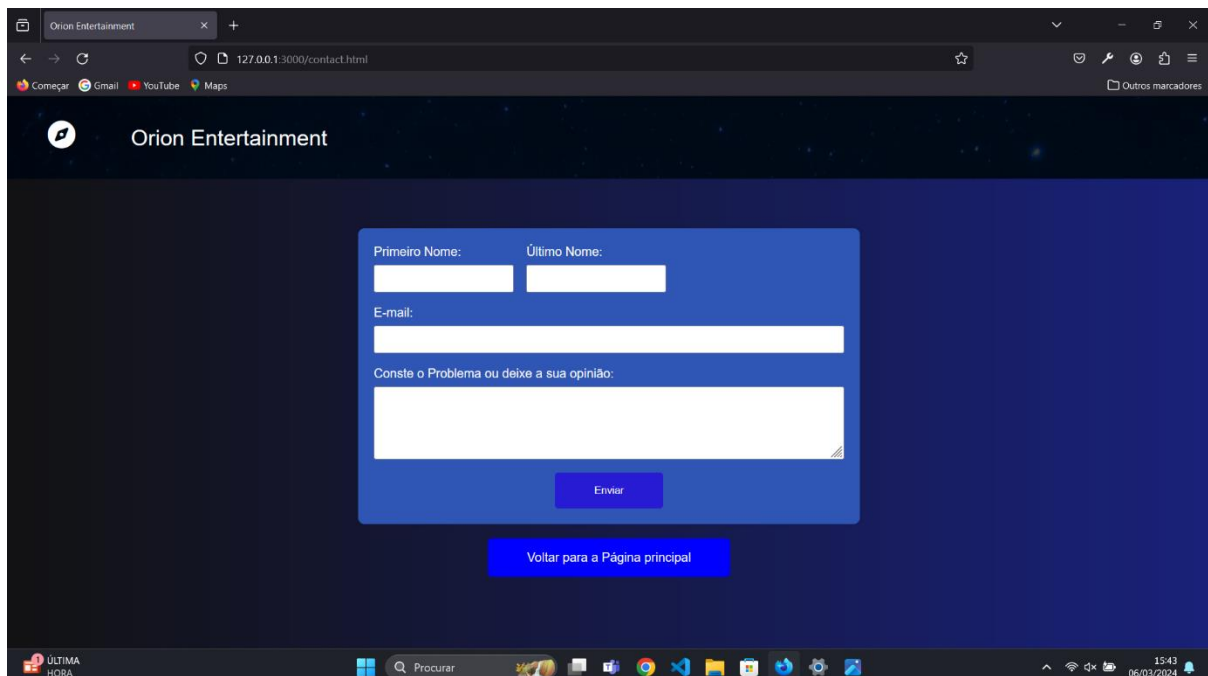 Orion Entertainment
127.0.0.1:3000/contact.html
Começar Gmail YouTube Maps Outros marcadores
Orion Entertainment
Primeiro Nome: Último Nome:
E-mail:
Conste o Problema ou deixe a sua opinião:
Enviar
Voltar para a Página principal
1
ÚLTIMA
HORA
Procurar
15:43
06/03/2024